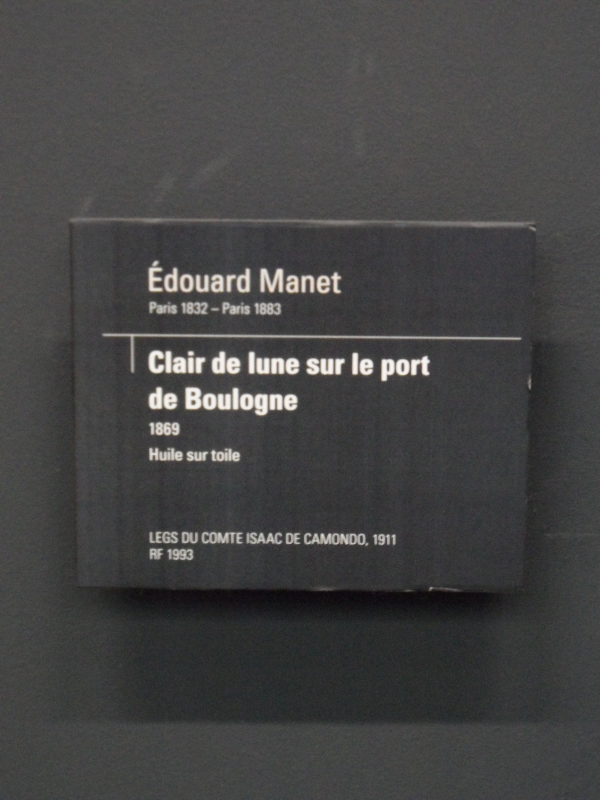 Édouard Manet
Paris 1832 – Paris 1883
Clair de lune sur le port
de Boulogne
1869
Huile sur toile
LEGS DU COMTE ISAAC DE CAMONDO, 1911
RF 1993